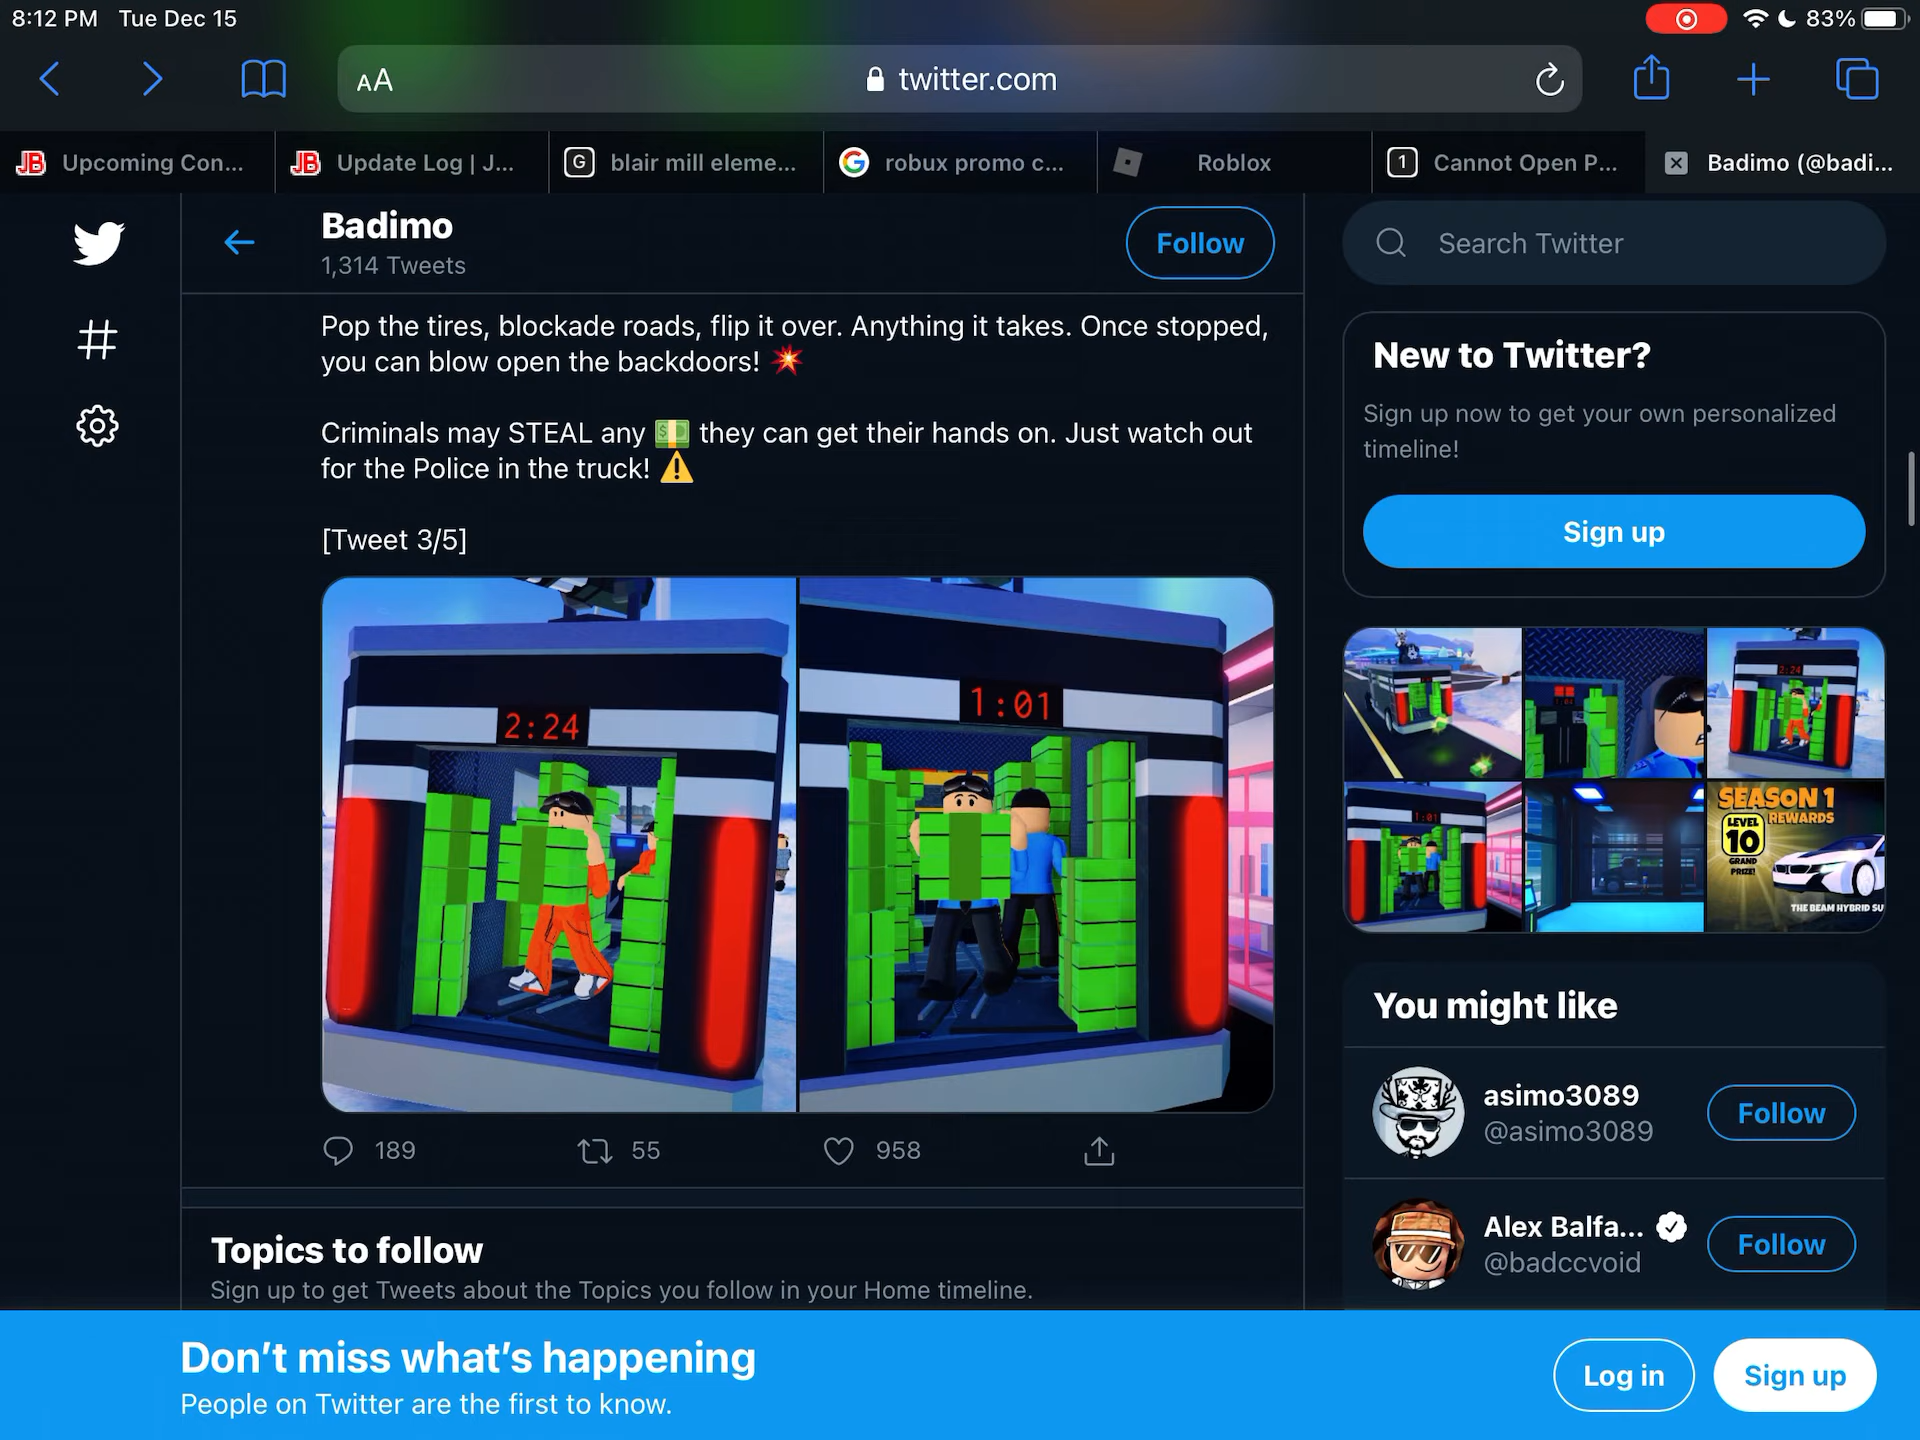 8:12 PM Tue Dec 15
83%
AA
twitter.com
JB Upcoming Con...
JB Update Log | J...
G blair mill eleme...
G robux promo c...
Roblox
1 Cannot Open P...
Badimo (@badi...
Badimo
1,314 Tweets
Follow
Search Twitter
Pop the tires, blockade roads, flip it over. Anything it takes. Once stopped,
you can blow open the backdoors! 💥
Criminals may STEAL any 💵 they can get their hands on. Just watch out
for the Police in the truck! ⚠️
[Tweet 3/5]
2:24
1:01
189
55
958
Topics to follow
Sign up to get Tweets about the Topics you follow in your Home timeline.
New to Twitter?
Sign up now to get your own personalized
timeline!
Sign up
2:24
1:01
SEASON 1
REWARDS
LEVEL
10
GRAND
PRIZE!
THE BEAM HYBRID SU
You might like
asimo3089
@asimo3089
Follow
Alex Balfa...
@badccvoid
Follow
Don't miss what's happening
People on Twitter are the first to know.
Log in
Sign up